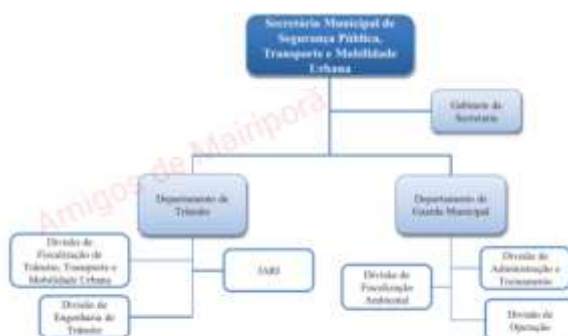 Secretário Municipal de
Segurança Pública,
Transporte e Mobilidade
Urbana
Gabinete da
Secretaria
Amigos de Mairiporã
Departamento de
Trânsito
Departamento de
Guarda Municipal
Divisão de
Fiscalização de
Trânsito, Transporte e
Mobilidade Urbana
JARI
Divisão de
Engenharia de
Trânsito
Divisão de
Fiscalização
Ambiental
Divisão de
Administração e
Treinamento
Divisão de
Operação